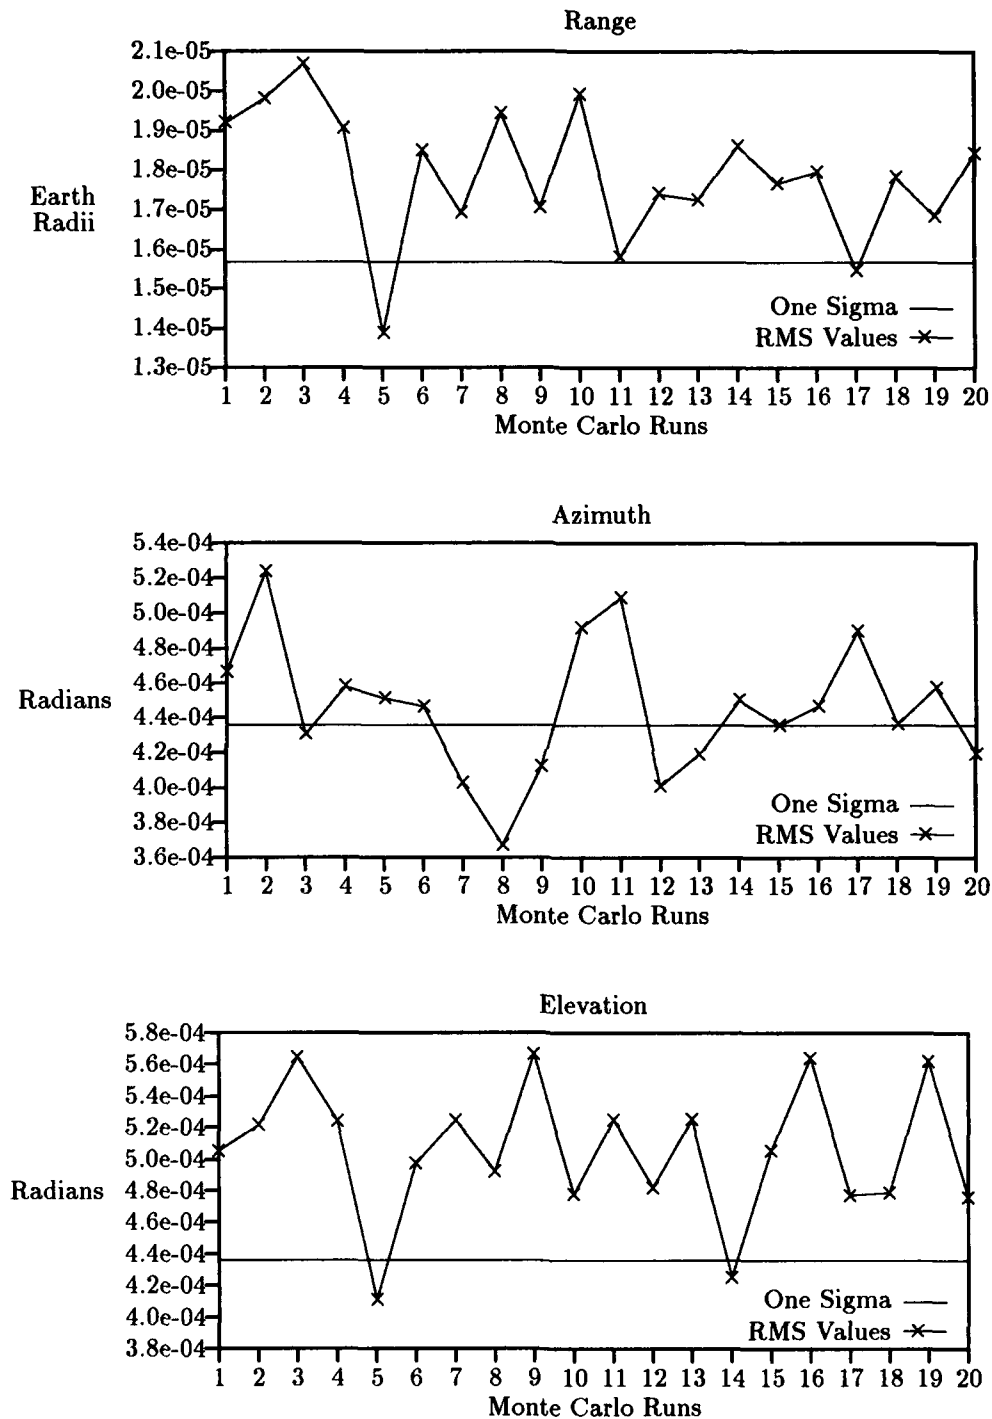 Range
2.1e-05
2.0e-05
1.9e-05
1.8e-05
1.7e-05
1.6e-05
1.5e-05
1.4e-05
1.3e-05
Earth
Radii
One Sigma
RMS Values
1 2 3 4 5 6 7 8 9 10 11 12 13 14 15 16 17 18 19 20
Monte Carlo Runs
Azimuth
5.4e-04
5.2e-04
5.0e-04
4.8e-04
4.6e-04
4.4e-04
4.2e-04
4.0e-04
3.8e-04
3.6e-04
Radians
One Sigma
RMS Values
1 2 3 4 5 6 7 8 9 10 11 12 13 14 15 16 17 18 19 20
Monte Carlo Runs
Elevation
5.8e-04
5.6e-04
5.4e-04
5.2e-04
5.0e-04
4.8e-04
4.6e-04
4.4e-04
4.2e-04
4.0e-04
3.8e-04
Radians
One Sigma
RMS Values
1 2 3 4 5 6 7 8 9 10 11 12 13 14 15 16 17 18 19 20
Monte Carlo Runs